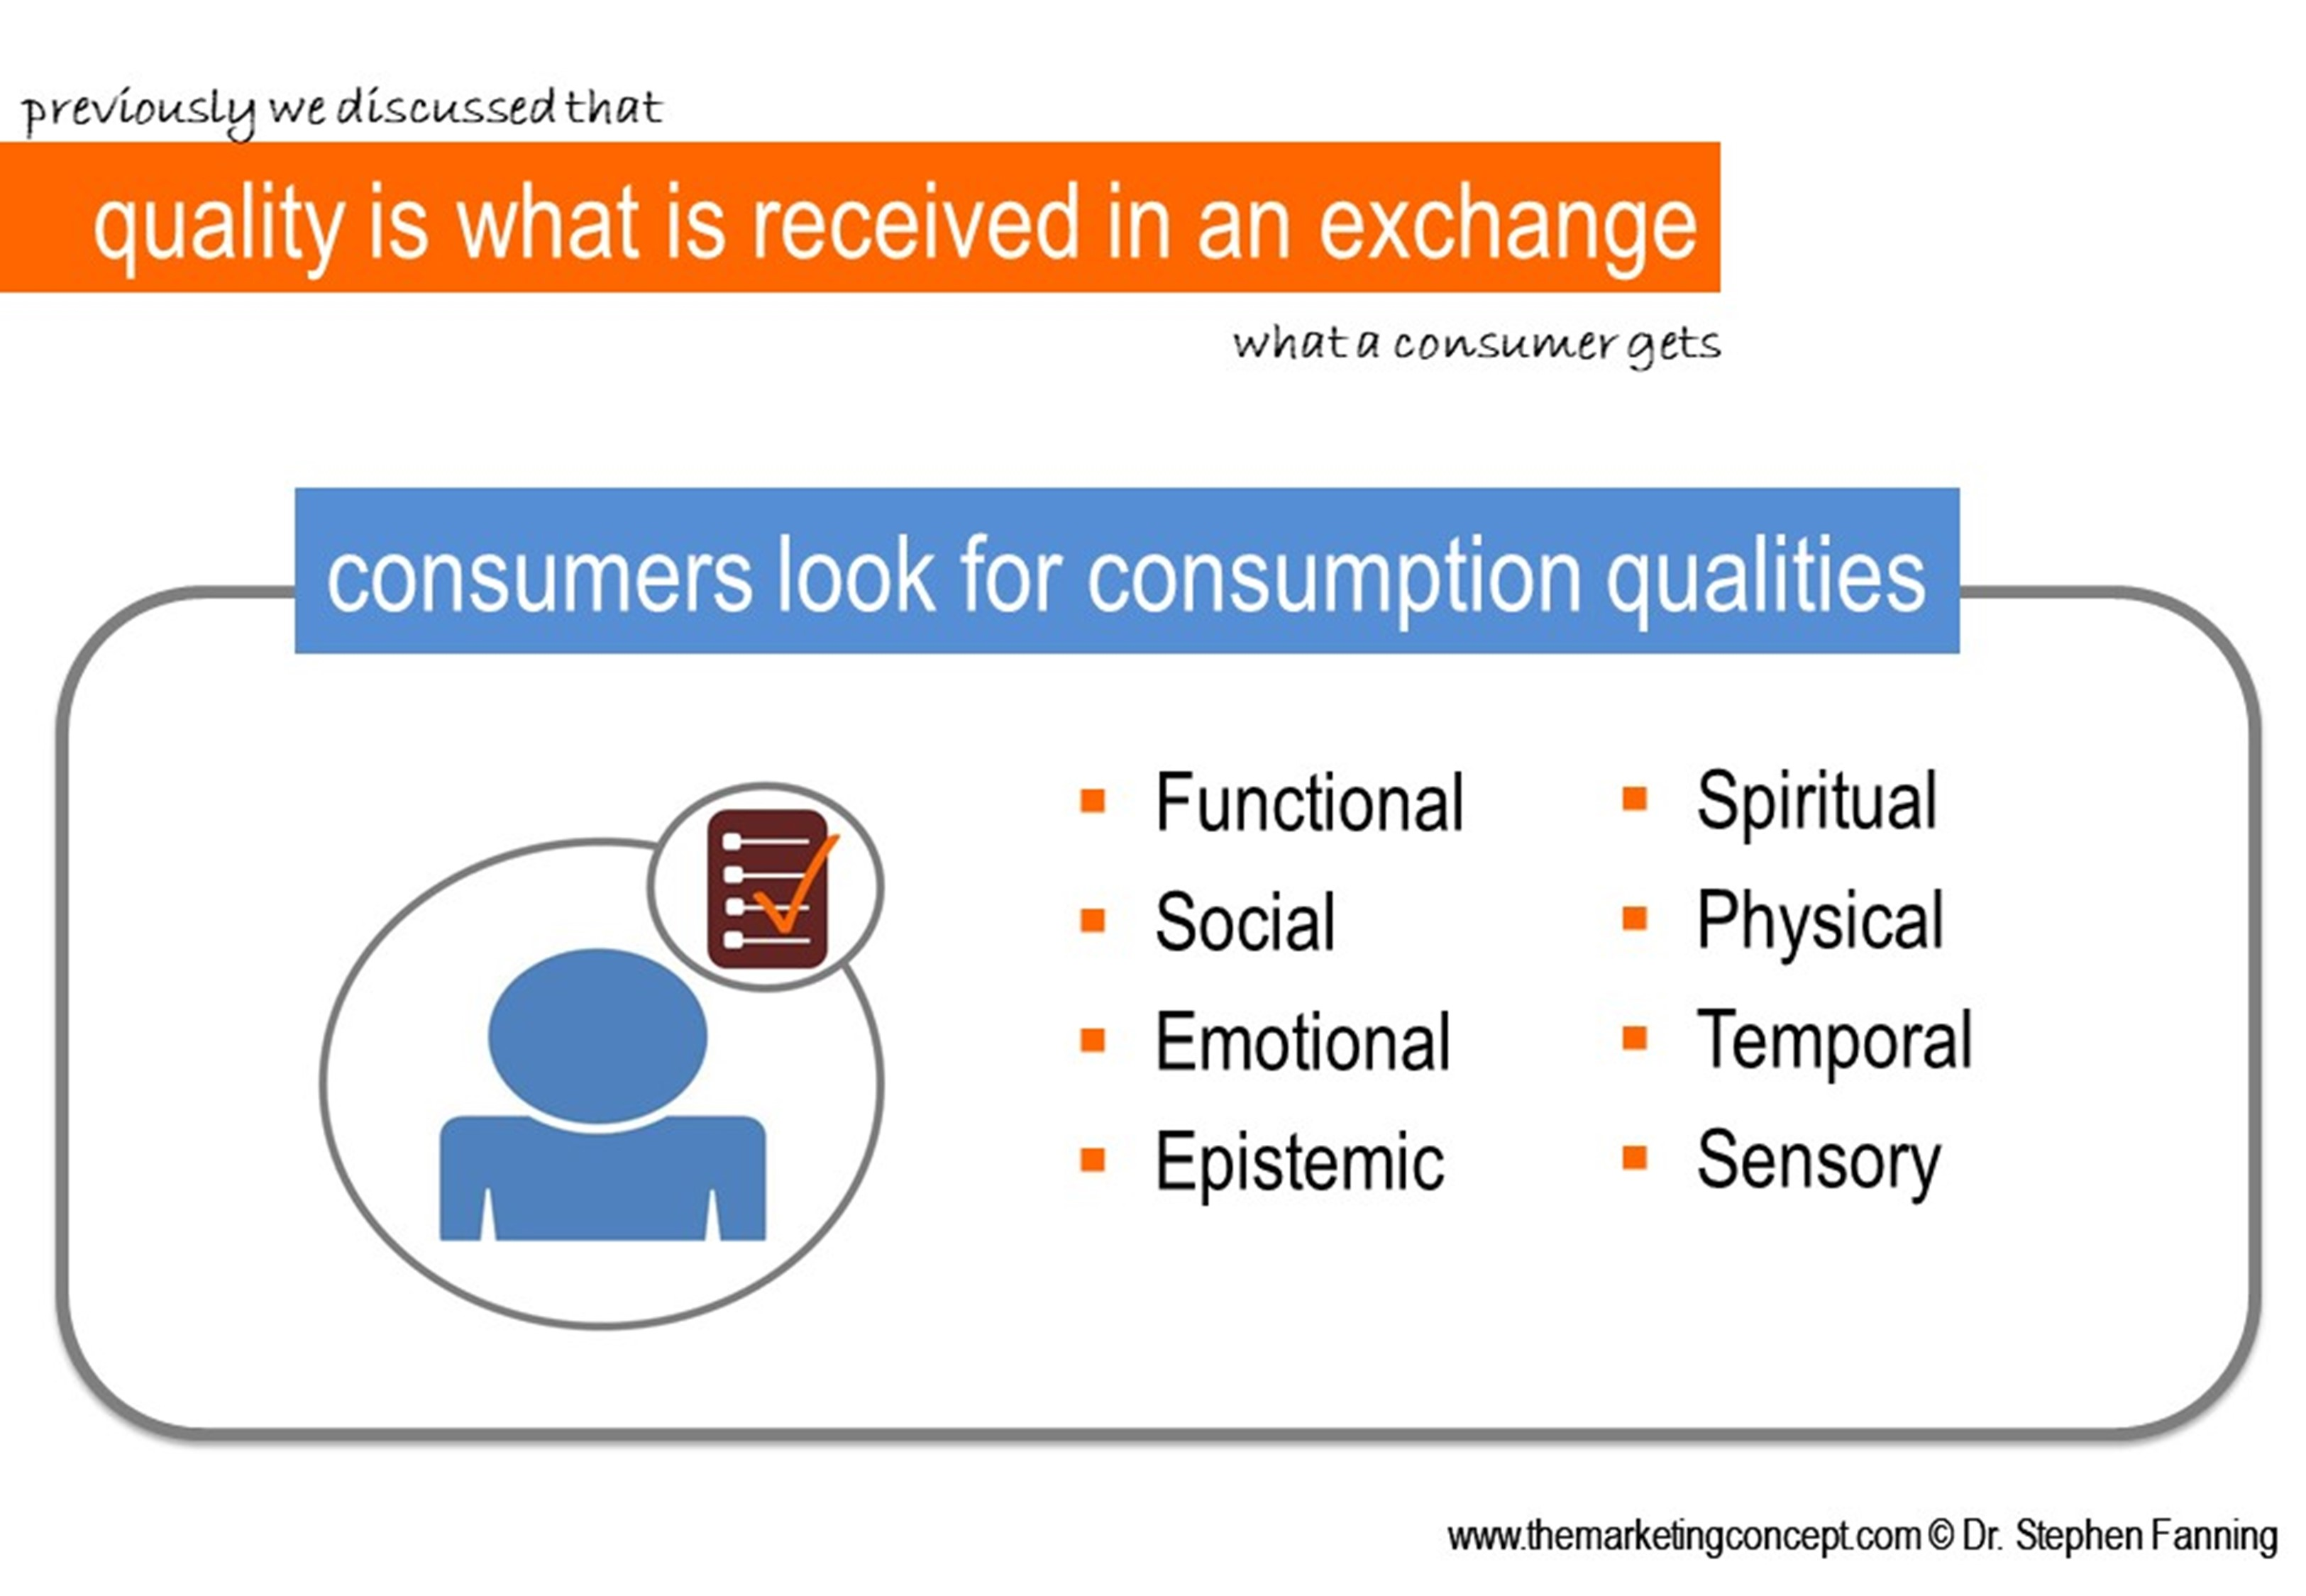 previously we discussed that
quality is what is received in an exchange
what a consumer gets
consumers look for consumption qualities
Functional
Social
Emotional
Epistemic
Spiritual
Physical
Temporal
Sensory
www.themarketingconcept.com © Dr. Stephen Fanning